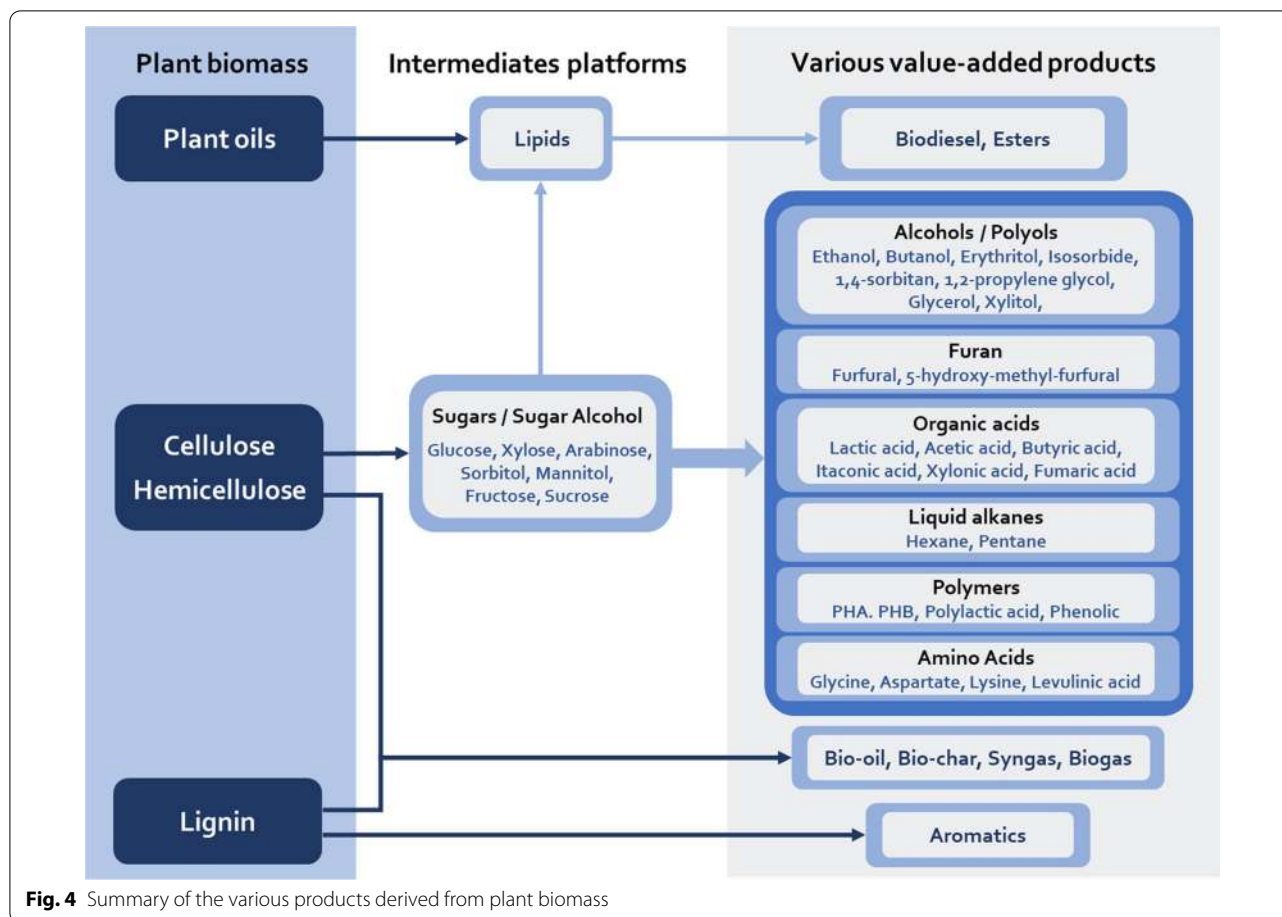 Plant biomass
Intermediates platforms
Various value-added products
Plant oils
Lipids
Biodiesel, Esters
Alcohols / Polyols
Ethanol, Butanol, Erythritol, Isosorbide,
1,4-sorbitan, 1,2-propylene glycol,
Glycerol, Xylitol,
Furan
Furfural, 5-hydroxy-methyl-furfural
Cellulose
Hemicellulose
Sugars / Sugar Alcohol
Glucose, Xylose, Arabinose,
Sorbitol, Mannitol,
Fructose, Sucrose
Organic acids
Lactic acid, Acetic acid, Butyric acid,
Itaconic acid, Xylonic acid, Fumaric acid
Liquid alkanes
Hexane, Pentane
Polymers
PHA. PHB, Polylactic acid, Phenolic
Amino Acids
Glycine, Aspartate, Lysine, Levulinic acid
Bio-oil, Bio-char, Syngas, Biogas
Lignin
Aromatics
Fig. 4 Summary of the various products derived from plant biomass